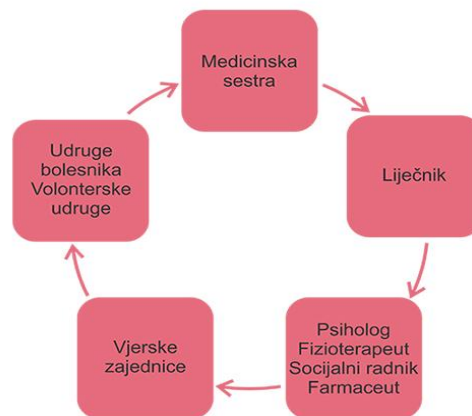 Medicinska
sestra
Liječnik
Psiholog
Fizioterapeut
Socijalni radnik
Farmaceut
Vjerske
zajednice
Udruge
bolesnika
Volonterske
udruge